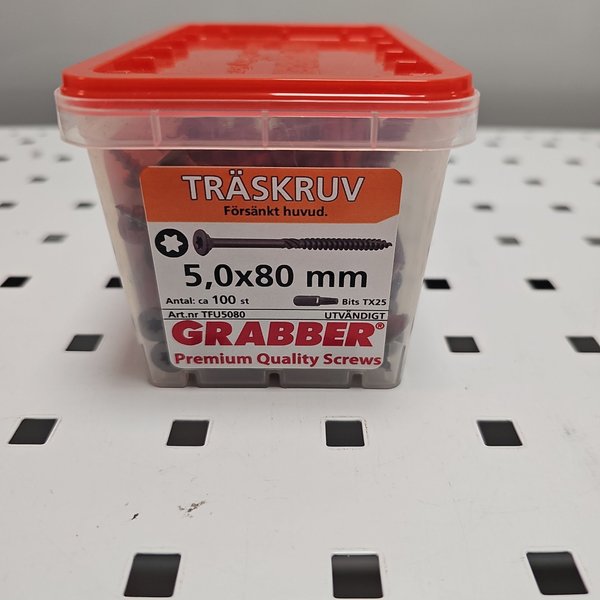 TRÄSKRUV
Försänkt huvud.
5,0x80 mm
Antal: ca 100 st Bits TX25
Art.nr TFU5080 UTVÄNDIGT
GRABBER®
Premium Quality Screws